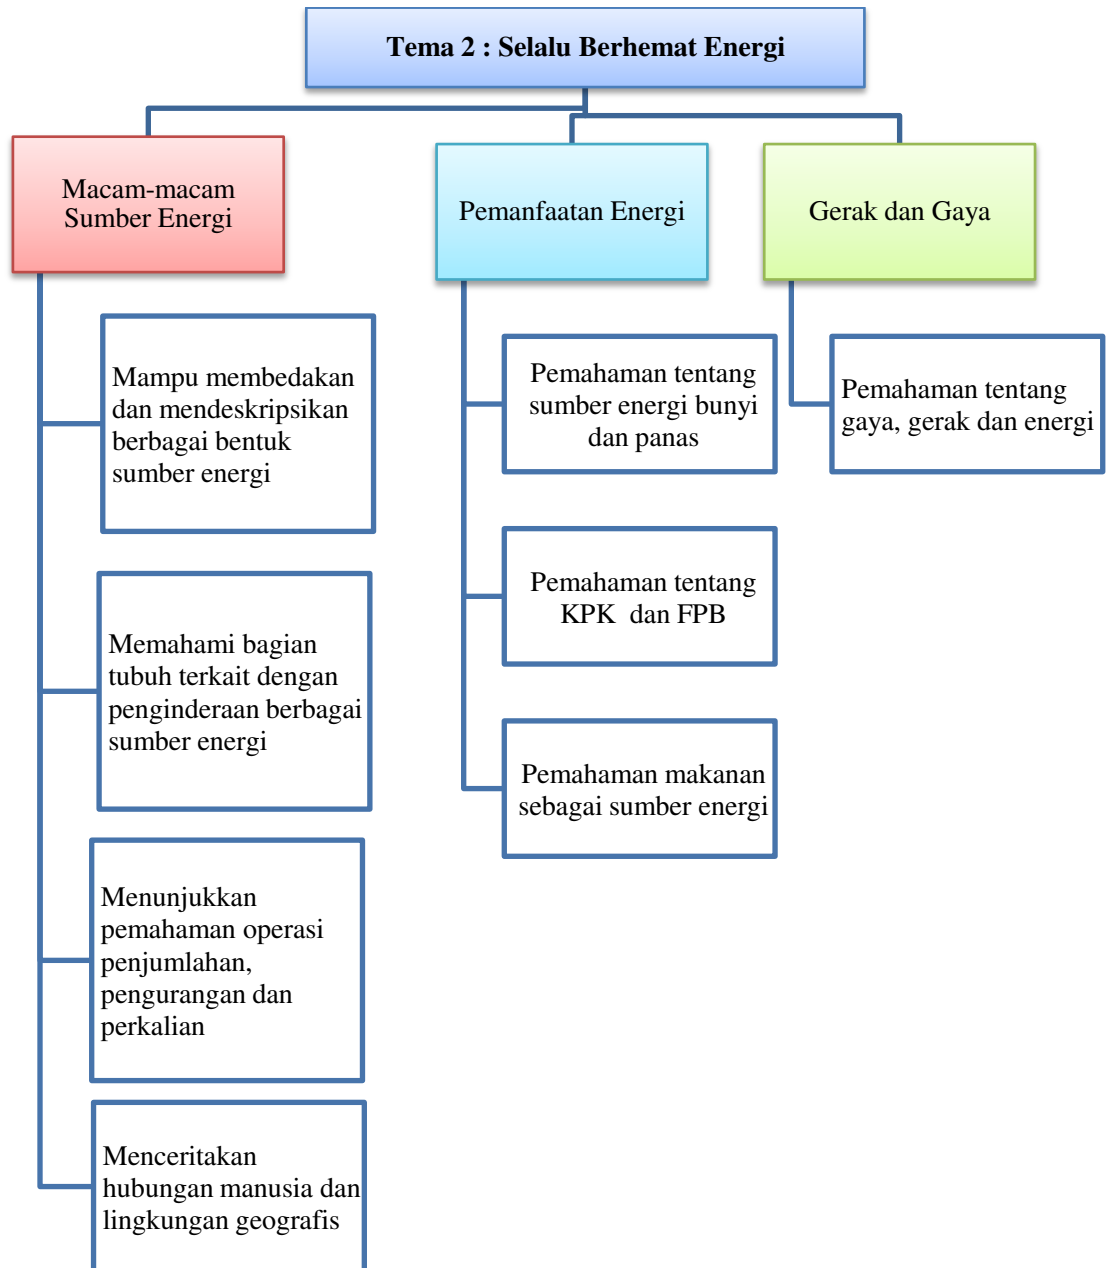 Tema 2 : Selalu Berhemat Energi
Macam-macam
Sumber Energi
Mampu membedakan
dan mendeskripsikan
berbagai bentuk
sumber energi
Memahami bagian
tubuh terkait dengan
penginderaan berbagai
sumber energi
Menunjukkan
pemahaman operasi
penjumlahan,
pengurangan dan
perkalian
Menceritakan
hubungan manusia dan
lingkungan geografis
Pemanfaatan Energi
Pemahaman tentang
sumber energi bunyi
dan panas
Pemahaman tentang
KPK dan FPB
Pemahaman makanan
sebagai sumber energi
Gerak dan Gaya
Pemahaman tentang
gaya, gerak dan energi